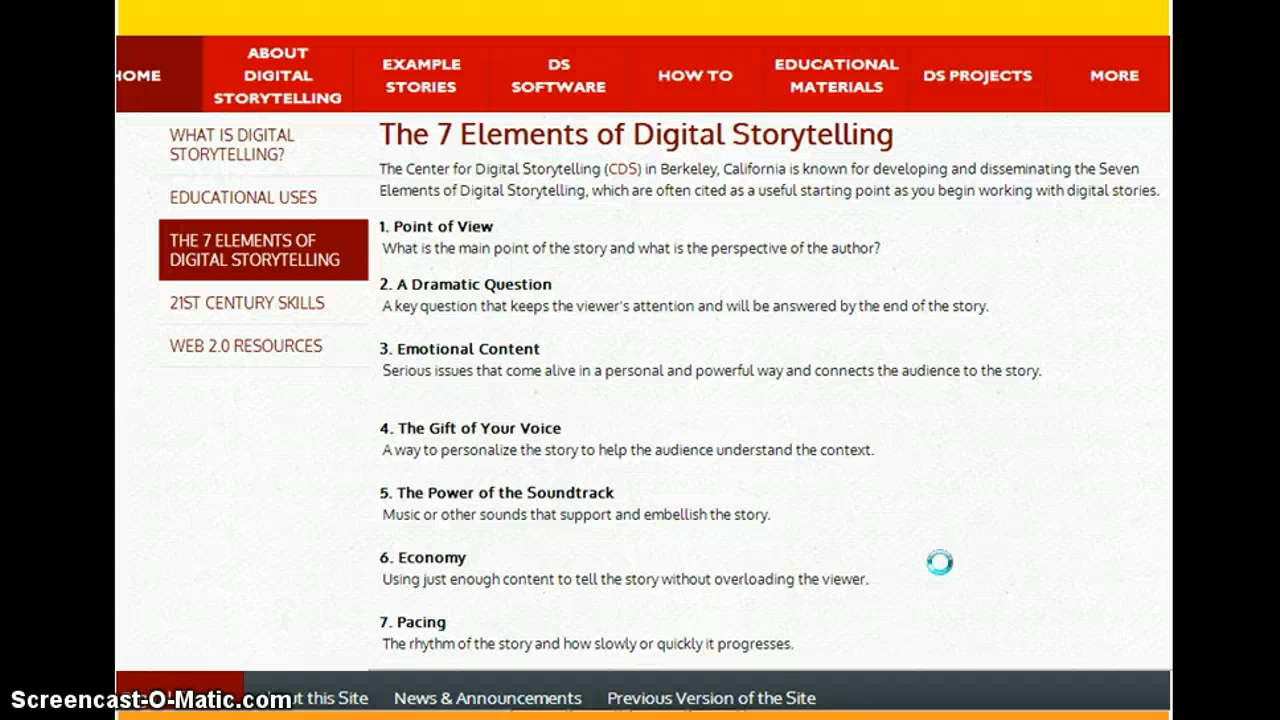 HOME
ABOUT
DIGITAL
STORYTELLING
EXAMPLE
STORIES
DS
SOFTWARE
HOW TO
EDUCATIONAL
MATERIALS
DS PROJECTS
MORE
WHAT IS DIGITAL
STORYTELLING?
EDUCATIONAL USES
THE 7 ELEMENTS OF
DIGITAL STORYTELLING
21ST CENTURY SKILLS
WEB 2.0 RESOURCES
The 7 Elements of Digital Storytelling
The Center for Digital Storytelling (CDS) in Berkeley, California is known for developing and disseminating the Seven
Elements of Digital Storytelling, which are often cited as a useful starting point as you begin working with digital stories.
1. Point of View
What is the main point of the story and what is the perspective of the author?
2. A Dramatic Question
A key question that keeps the viewer's attention and will be answered by the end of the story.
3. Emotional Content
Serious issues that come alive in a personal and powerful way and connects the audience to the story.
4. The Gift of Your Voice
A way to personalize the story to help the audience understand the context.
5. The Power of the Soundtrack
Music or other sounds that support and embellish the story.
6. Economy
Using just enough content to tell the story without overloading the viewer.
7. Pacing
The rhythm of the story and how slowly or quickly it progresses.
this Site
News & Announcements
Previous Version of the Site
Screencast-O-Matic.com